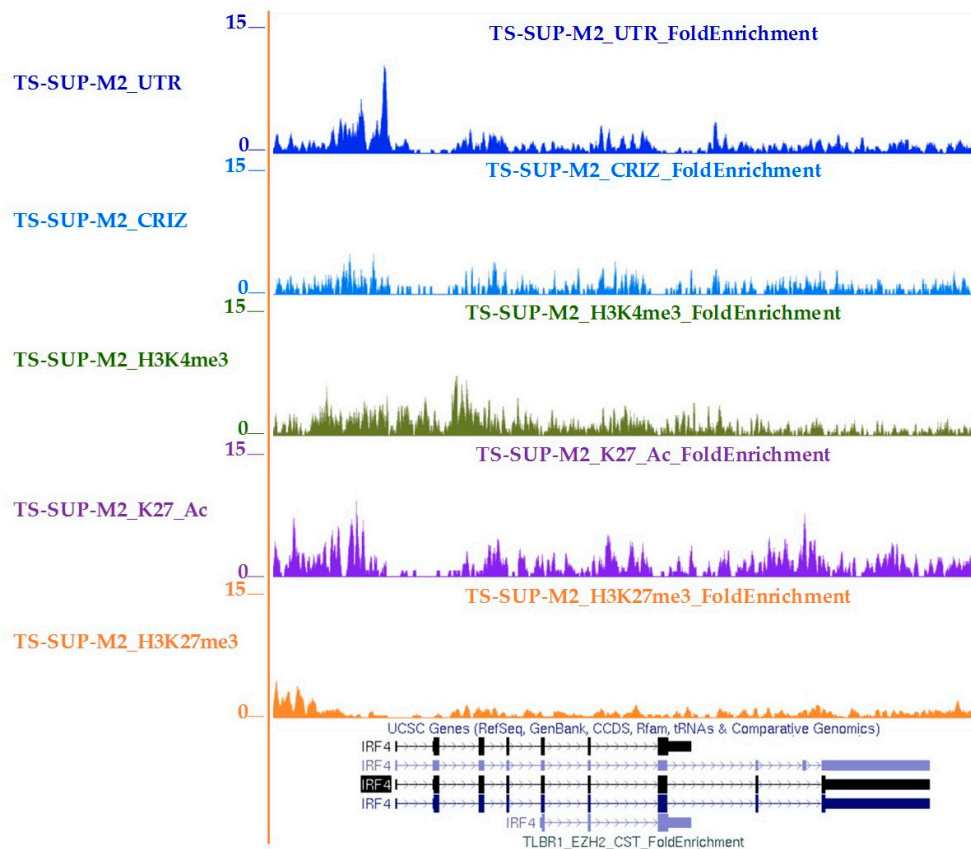 15
TS-SUP-M2_UTR_FoldEnrichment
TS-SUP-M2_UTR
0
15
TS-SUP-M2_CRIZ_FoldEnrichment
TS-SUP-M2_CRIZ
0
15
TS-SUP-M2_H3K4me3_FoldEnrichment
TS-SUP-M2_H3K4me3
0
15
TS-SUP-M2_K27_Ac_FoldEnrichment
TS-SUP-M2_K27_Ac
0
15
TS-SUP-M2_H3K27me3_FoldEnrichment
TS-SUP-M2_H3K27me3
0
UCSC Genes (RefSeq, GenBank, CCDS, Rfam, tRNAs & Comparative Genomics)
IRF4
IRF4
IRF4
IRF4
IRF4
TLBR1_EZH2_CST_FoldEnrichment